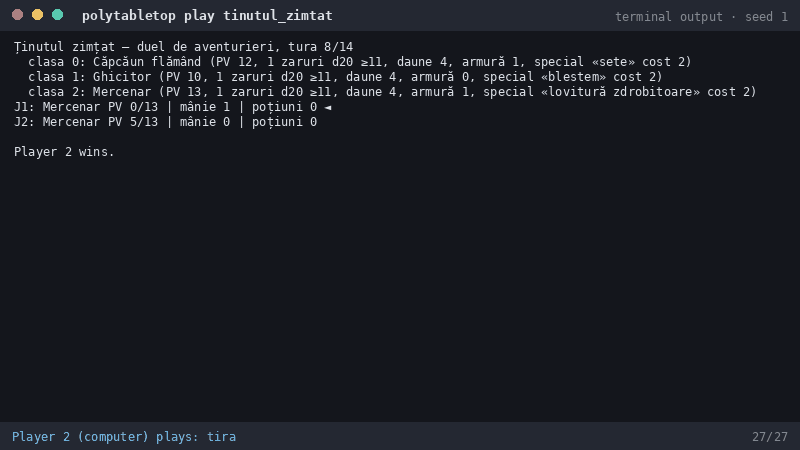 polytabletop play tinutul_zimtat
terminal output · seed 1
Ținutul zimțat — duel de aventurieri, tura 8/14
clasa 0: Căpcăun flămând (PV 12, 1 zaruri d20 ≥11, daune 4, armură 1, special «sete» cost 2)
clasa 1: Ghicitor (PV 10, 1 zaruri d20 ≥11, daune 4, armură 0, special «blestem» cost 2)
clasa 2: Mercenar (PV 13, 1 zaruri d20 ≥11, daune 4, armură 1, special «lovitură zdrobitoare» cost 2)
J1: Mercenar PV 0/13 | mânie 1 | poțiuni 0 ◄
J2: Mercenar PV 5/13 | mânie 0 | poțiuni 0
Player 2 wins.
Player 2 (computer) plays: tira
27/27